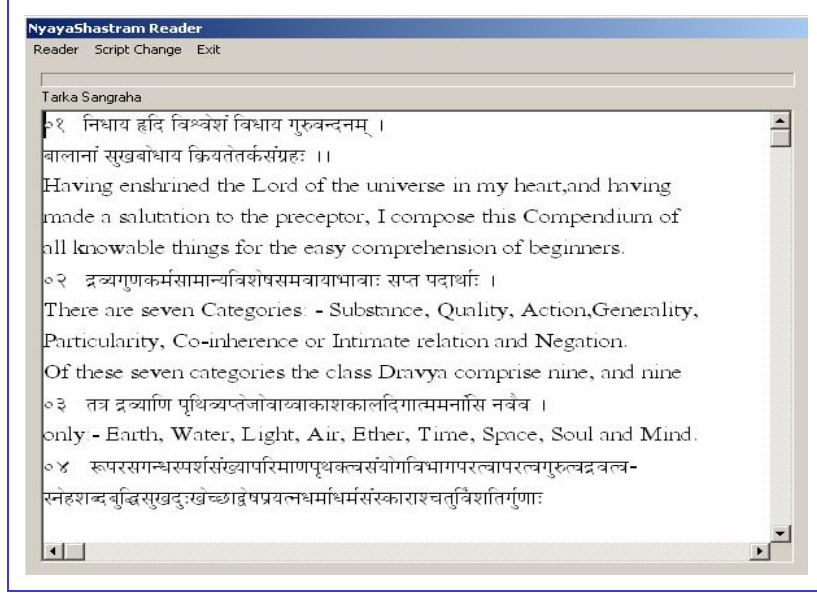 NyayaShastram Reader
Reader Script Change Exit
Tarka Sangraha
०१ निधाय हृदि विश्वेशं विधाय गुरुवन्दनम् ।
बालानां सुखबोधाय क्रियतेतर्कसंग्रहः ।।
Having enshrined the Lord of the universe in my heart,and having
made a salutation to the preceptor, I compose this Compendium of
all knowable things for the easy comprehension of beginners.
०२ द्रव्यगुणकर्मसामान्यविशेषसमवायाभावाः सप्त पदार्थाः ।
There are seven Categories: - Substance, Quality, Action,Generality,
Particularity, Co-inherence or Intimate relation and Negation.
Of these seven categories the class Dravya comprise nine, and nine
०३ तत्र द्रव्याणि पृथिव्यप्तेजोवाय्वाकाशकालदिगात्ममनांसि नवैव ।
only:- Earth, Water, Light, Air, Ether, Time, Space, Soul and Mind.
०४ रूपरसगन्धस्पर्शसंख्यापरिमाणपृथक्त्वसंयोगविभागपरत्वापरत्वगुरुत्वद्रवत्व-
स्नेहशब्दबुद्धिसुखदुःखेच्छाद्वेषप्रयत्नधर्माधर्मसंस्काराश्चतुर्विंशतिर्गुणाः